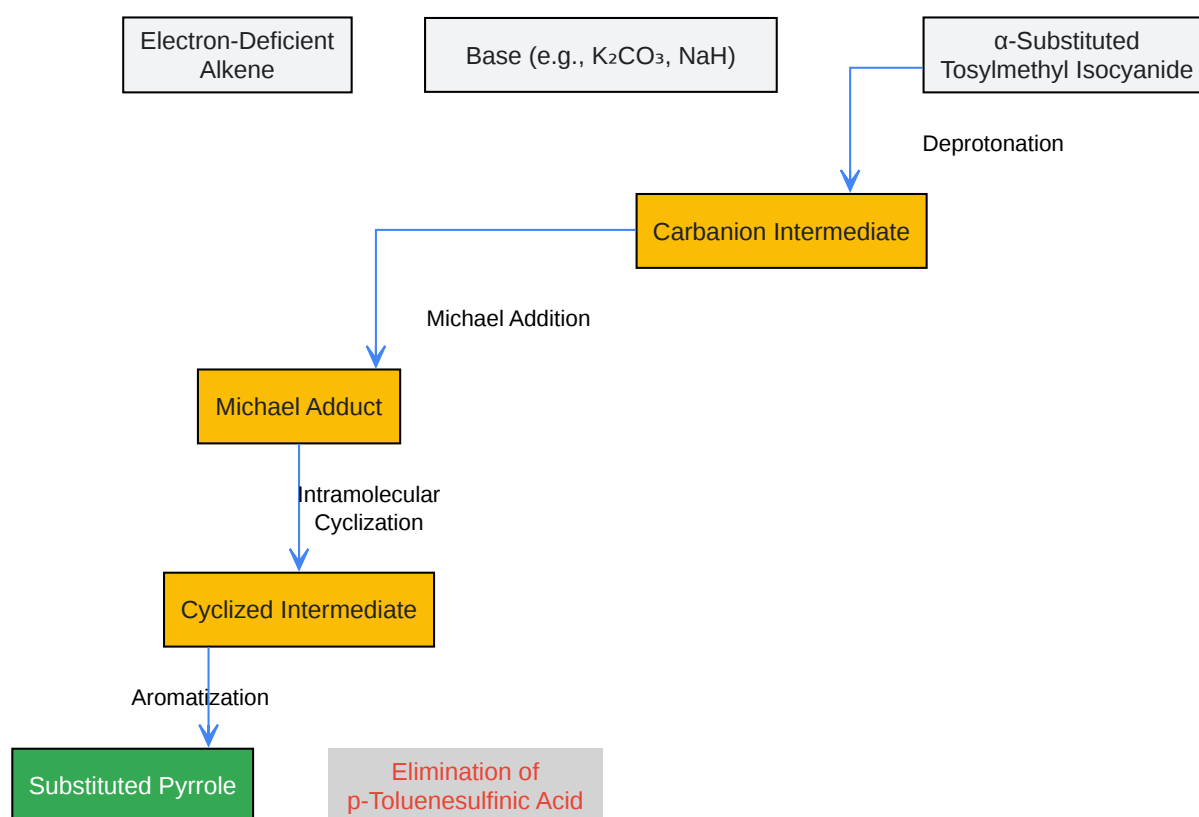 Electron-Deficient
Alkene
Base (e.g., K₂CO₃, NaH)
α-Substituted
Tosylmethyl Isocyanide
Deprotonation
Carbanion Intermediate
Michael Addition
Michael Adduct
Intramolecular
Cyclization
Cyclized Intermediate
Aromatization
Substituted Pyrrole
Elimination of
p-Toluenesulfinic Acid